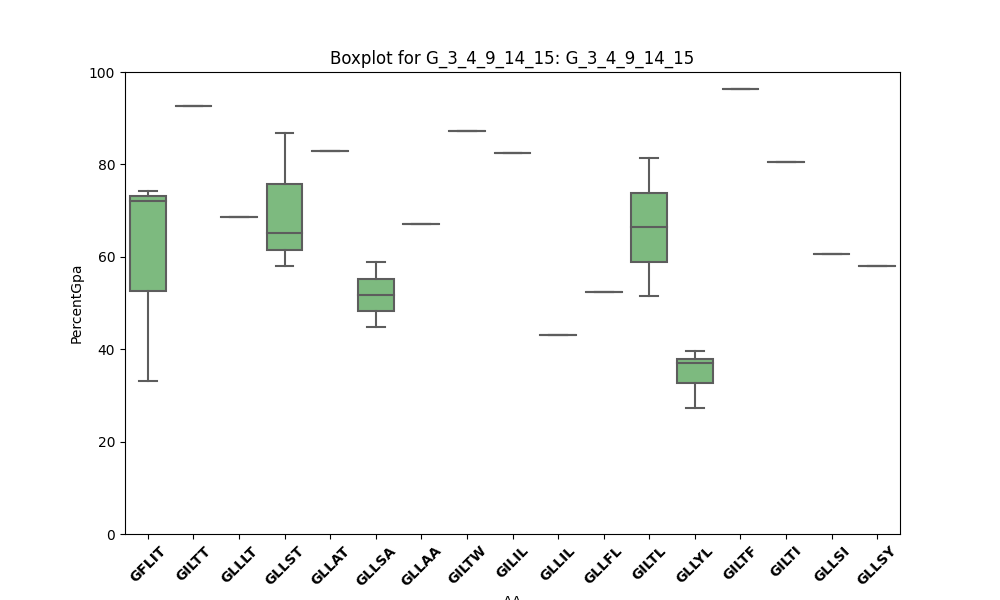 Boxplot for G_3_4_9_14_15: G_3_4_9_14_15
100
80
60
40
20
0
PercentGpa
GFLIT GILTT GLLLT GLLST GLLAT GLLSA GLLAA GILTW GILIL GLLIL GLLFL GILTL GLLYL GILTF GILTI GLLSI GLLSY
AA